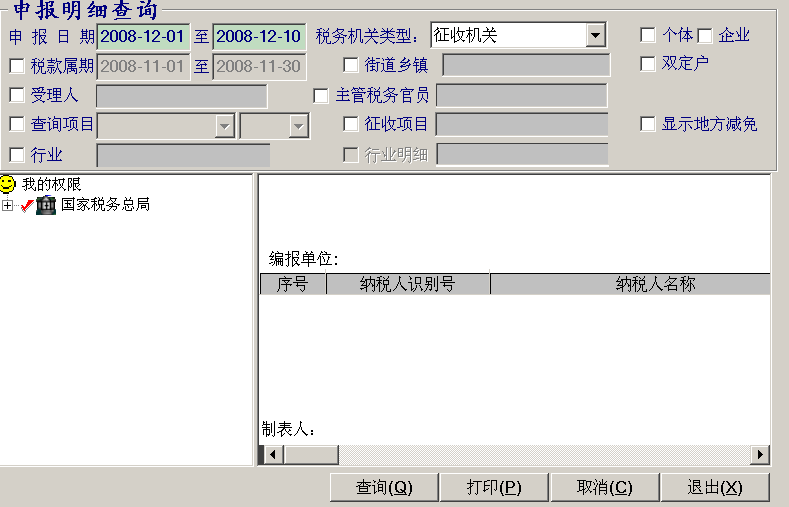 申报明细查询
申 报 日 期 2008-12-01 至 2008-12-10 税务机关类型: 征收机关 个体 企业
税款属期 2008-11-01 至 2008-11-30 街道乡镇 双定户
受理人 主管税务官员
查询项目 征收项目 显示地方减免
行业 行业明细
我的权限
国家税务总局
编报单位:
序号 纳税人识别号 纳税人名称
制表人:
查询(Q) 打印(P) 取消(C) 退出(X)